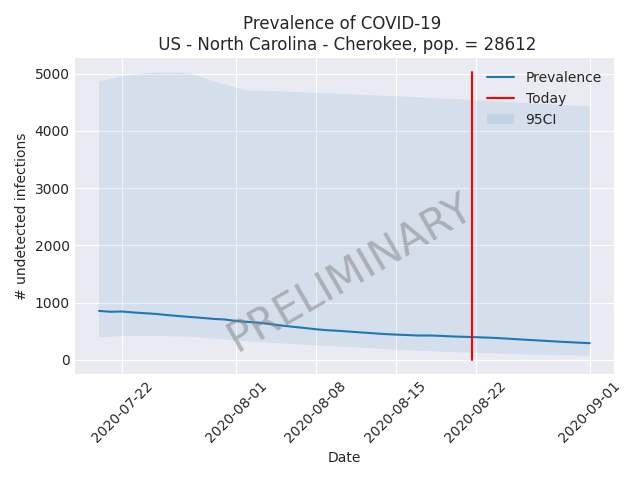 Prevalence of COVID-19
US - North Carolina - Cherokee, pop. = 28612
# undetected infections
5000
4000
3000
2000
1000
0
Prevalence
Today
95CI
PRELIMINARY
2020-07-22
2020-08-01
2020-08-08
2020-08-15
2020-08-22
2020-09-01
Date